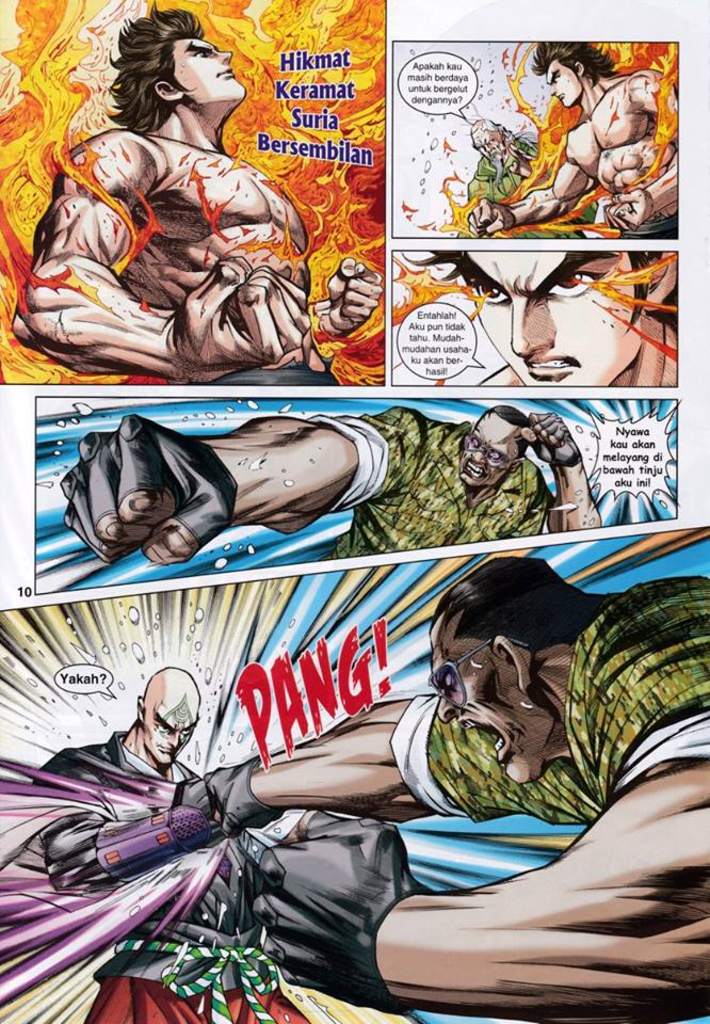 Hikmat
Keramat
Suria
Bersembilan
Apakah kau
masih berdaya
untuk bergelut
dengannya?
Entahlah!
Aku pun tidak
tahu. Mudah-
mudahan usaha-
ku akan ber-
hasil!
Nyawa
kau akan
melayang di
bawah tinju
aku ini!
10
Yakah?
PANG!